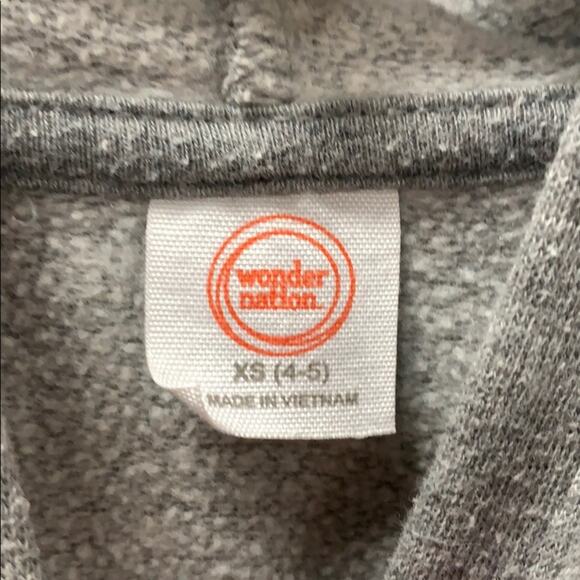 wonder
nation.
XS (4-5)
MADE IN VIETNAM